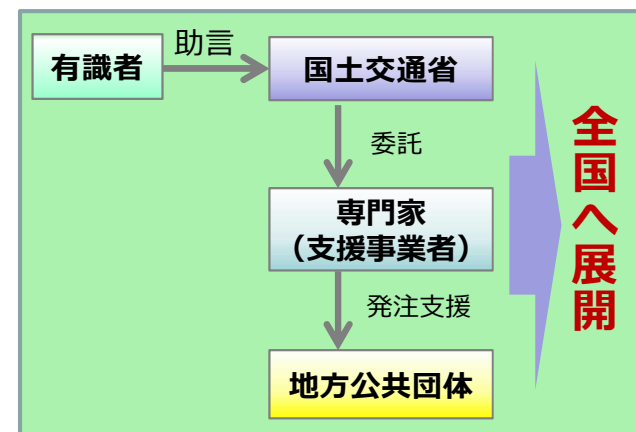 有識者
助言
国土交通省
委託
専門家
（支援事業者）
発注支援
地方公共団体
全国へ展開